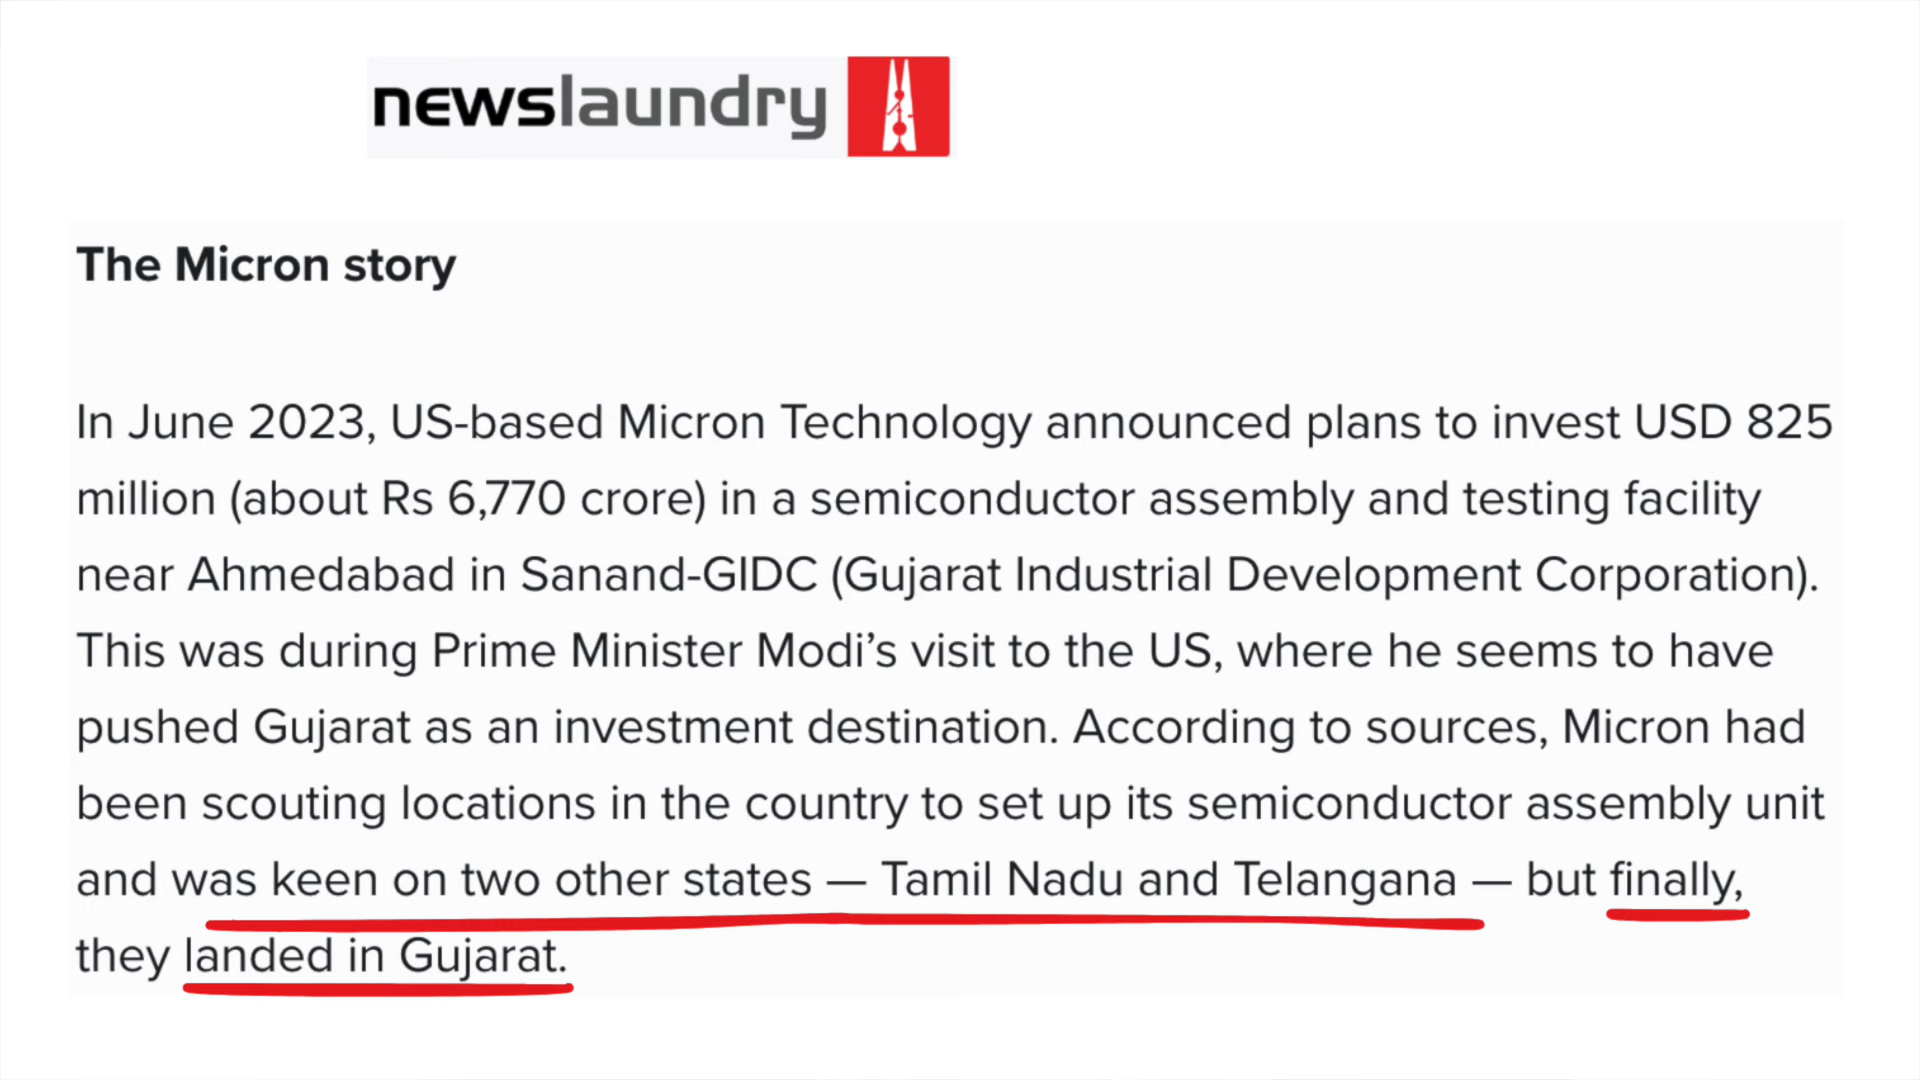 newslaundry
The Micron story
In June 2023, US-based Micron Technology announced plans to invest USD 825
million (about Rs 6,770 crore) in a semiconductor assembly and testing facility
near Ahmedabad in Sanand-GIDC (Gujarat Industrial Development Corporation).
This was during Prime Minister Modi’s visit to the US, where he seems to have
pushed Gujarat as an investment destination. According to sources, Micron had
been scouting locations in the country to set up its semiconductor assembly unit
and was keen on two other states — Tamil Nadu and Telangana — but finally,
they landed in Gujarat.